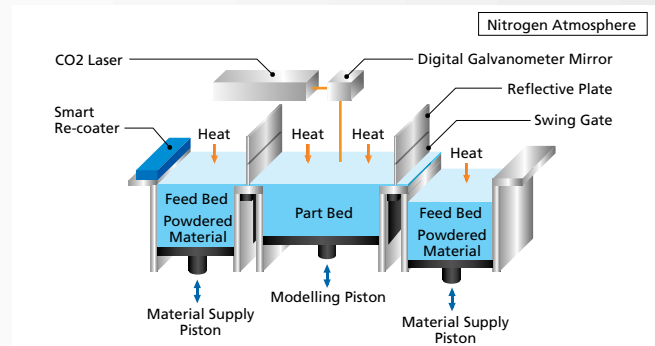 Nitrogen Atmosphere
CO2 Laser
Digital Galvanometer Mirror
Reflective Plate
Smart
Re-coater
Swing Gate
Heat
Heat
Heat
Heat
Feed Bed
Powdered
Material
Part Bed
Feed Bed
Powdered
Material
Modelling Piston
Material Supply
Piston
Material Supply
Piston